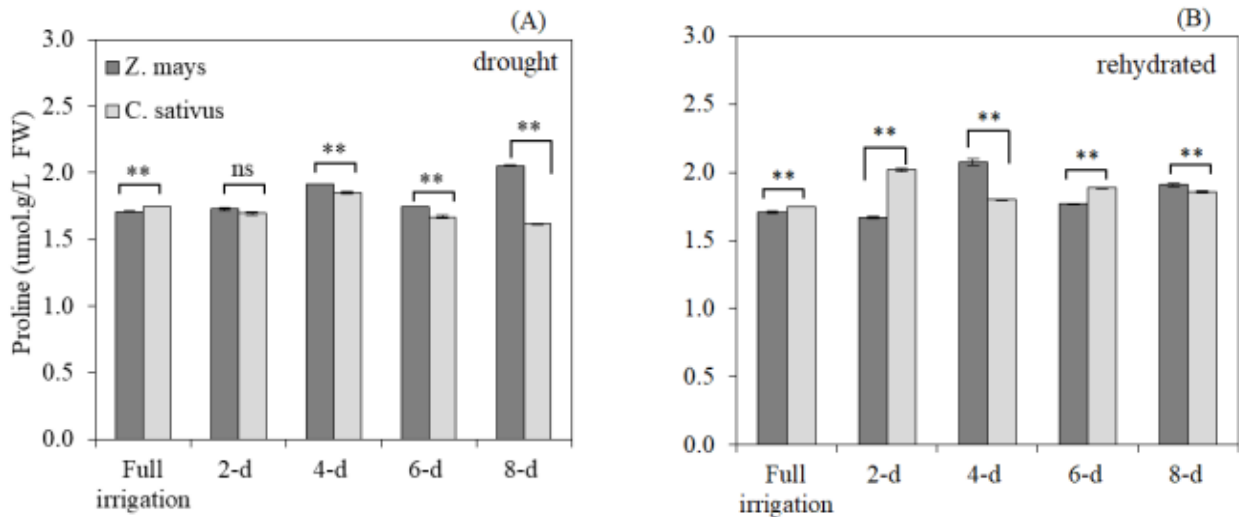 (A)
3.0
Z. mays
drought
2.5
C. sativus
**
**
2.0
**
ns
**
1.5
1.0
0.5
0.0
Proline (umol.g/L FW)
Full
irrigation
2-d
4-d
6-d
8-d
(B)
3.0
rehydrated
2.5
**
**
2.0
**
**
**
1.5
1.0
0.5
0.0
Full
irrigation
2-d
4-d
6-d
8-d